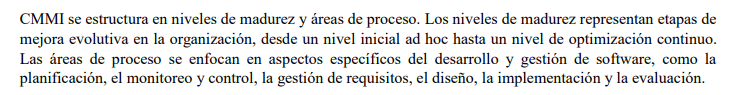 CMMI se estructura en niveles de madurez y áreas de proceso. Los niveles de madurez representan etapas de
mejora evolutiva en la organización, desde un nivel inicial ad hoc hasta un nivel de optimización continuo.
Las áreas de proceso se enfocan en aspectos específicos del desarrollo y gestión de software, como la
planificación, el monitoreo y control, la gestión de requisitos, el diseño, la implementación y la evaluación.